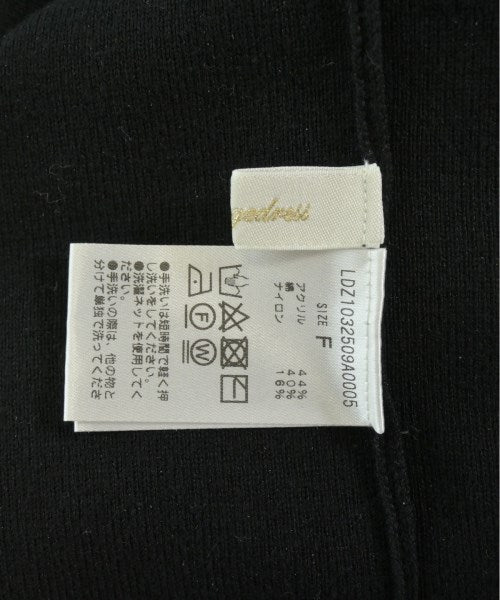 gedress
LDZ1032509A0005
SIZE F
アクリル 44%
綿 40%
ナイロン 16%
●手洗いは短時間で軽く押
し洗いをしてください。
●洗濯ネットを使用してく
ださい。
●手洗いの際は、他の物と
分けて単独で洗ってくださ